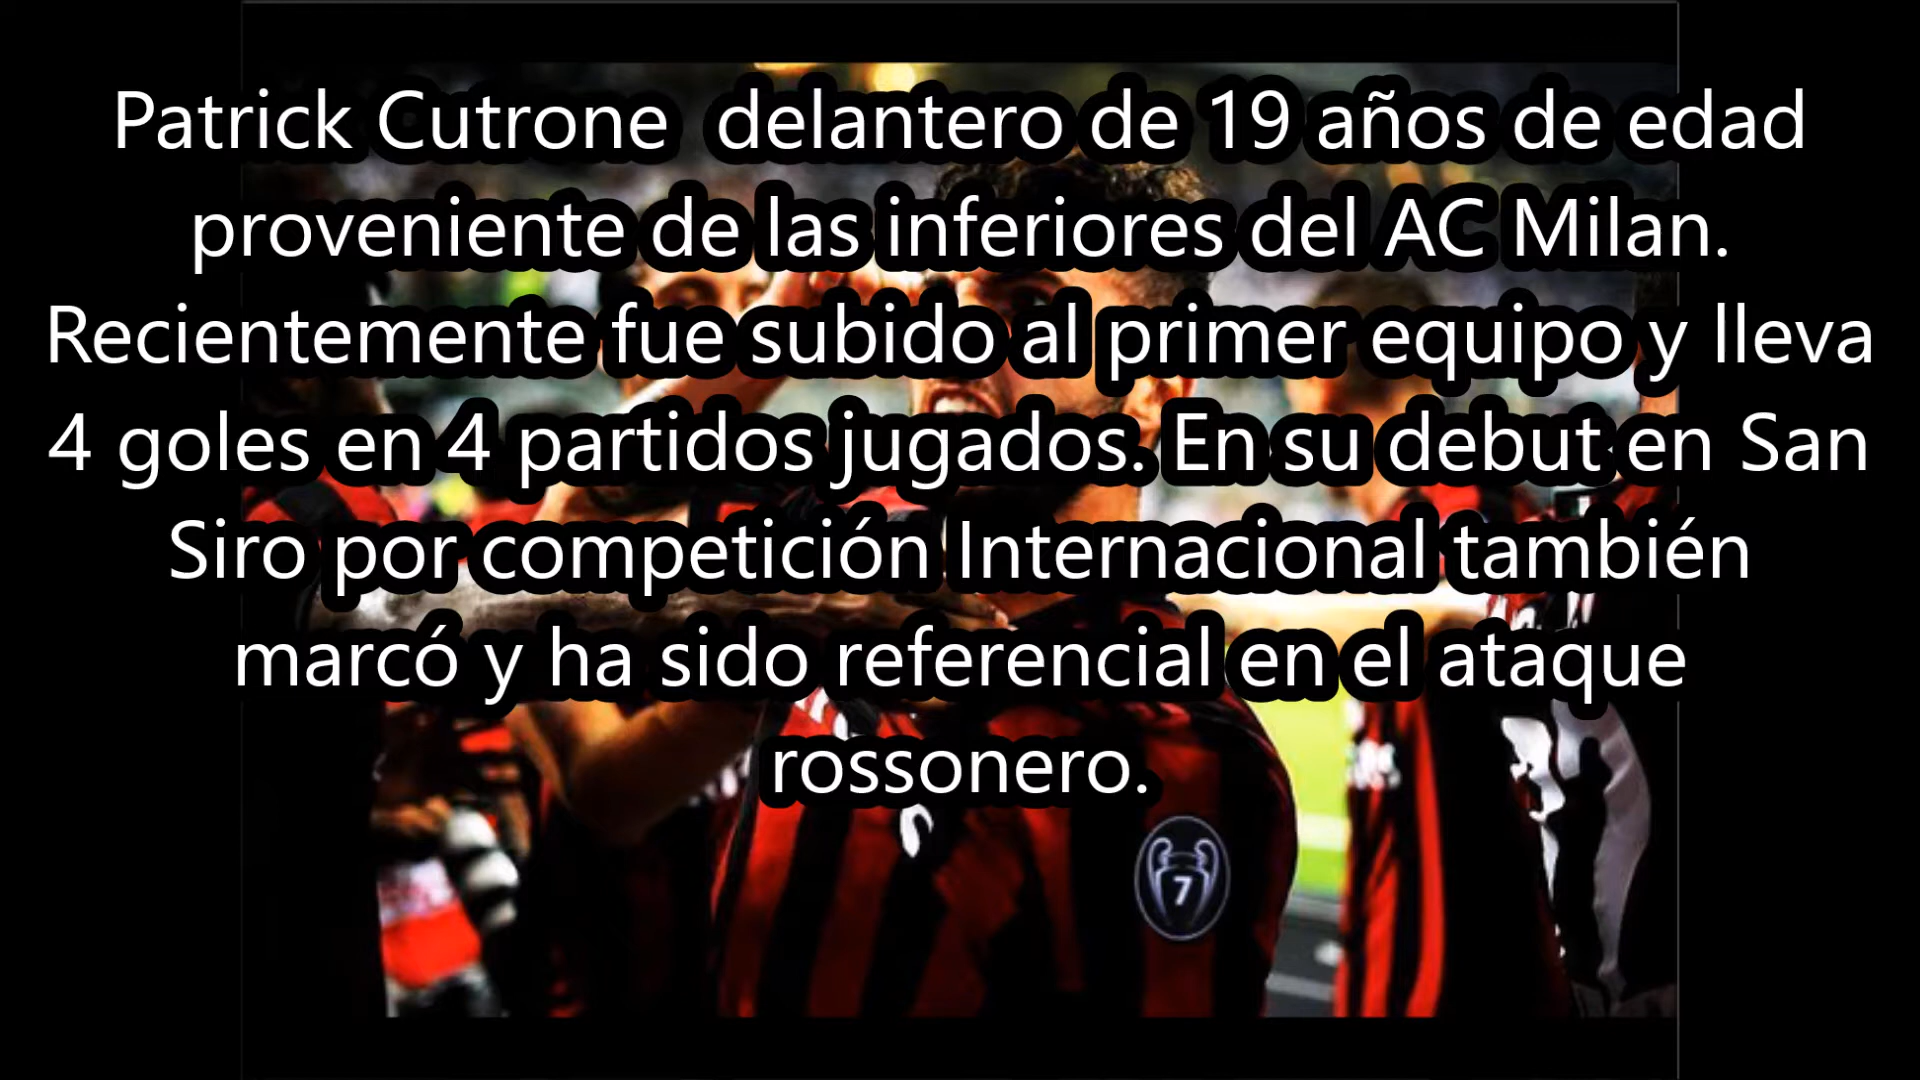 Patrick Cutrone  delantero de 19 años de edad
proveniente de las inferiores del AC Milan.
Recientemente fue subido al primer equipo y lleva
4 goles en 4 partidos jugados. En su debut en San
Siro por competición Internacional también
marcó y ha sido referencial en el ataque
rossonero.
7